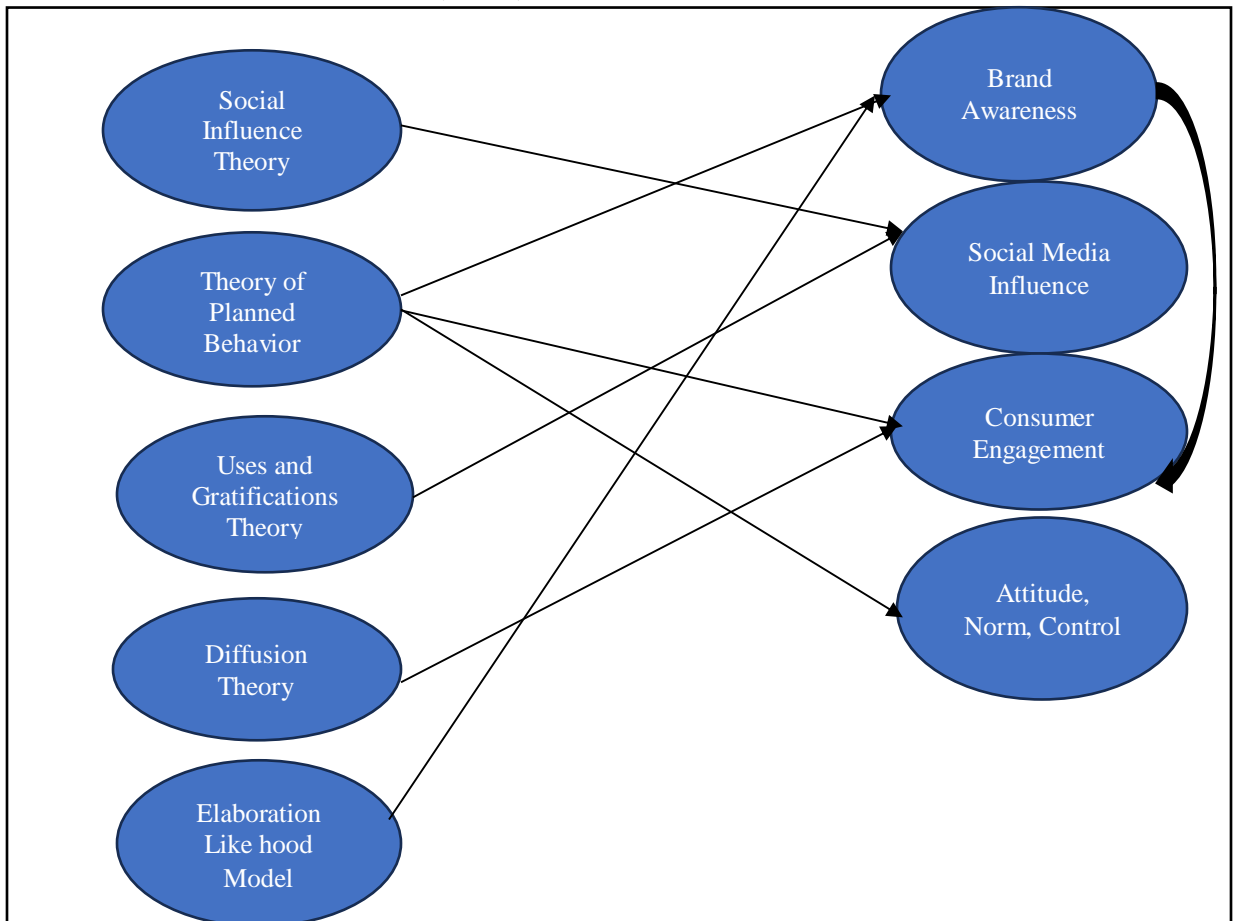 Social
Influence
Theory
Theory of
Planned
Behavior
Uses and
Gratifications
Theory
Diffusion
Theory
Elaboration
Like hood
Model
Brand
Awareness
Social Media
Influence
Consumer
Engagement
Attitude,
Norm, Control